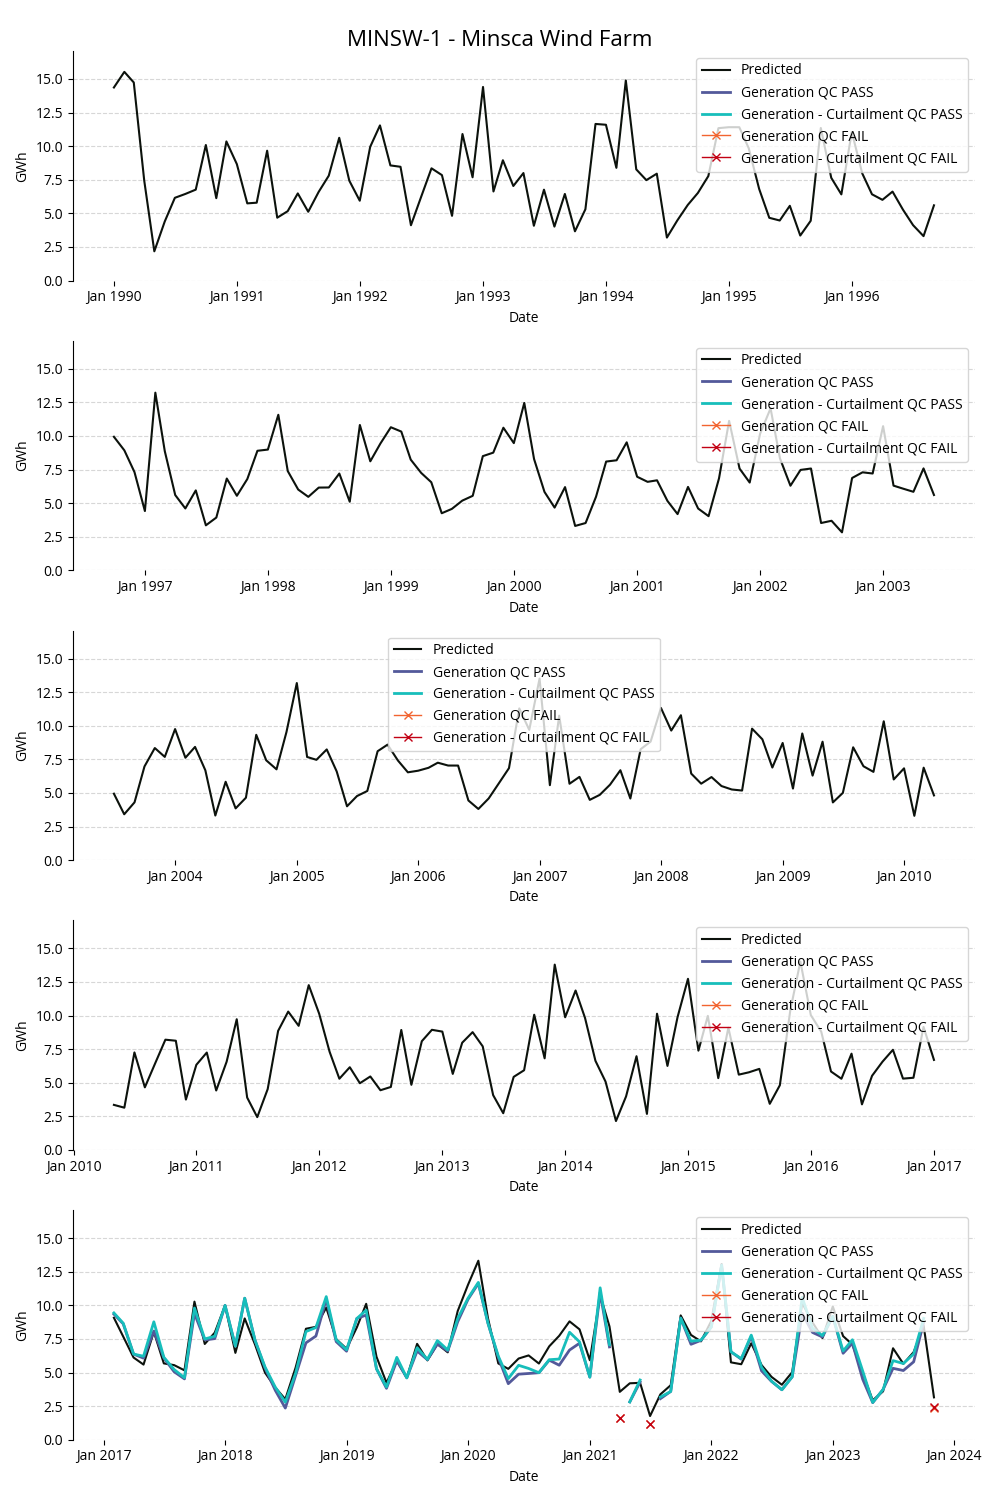 MINSW-1 - Minsca Wind Farm
15.0
12.5
10.0
7.5
5.0
2.5
0.0
GWh
Predicted
Generation QC PASS
Generation - Curtailment QC PASS
Generation QC FAIL
Generation - Curtailment QC FAIL
Jan 1990 Jan 1991 Jan 1992 Jan 1993 Jan 1994 Jan 1995 Jan 1996
Date
15.0
12.5
10.0
7.5
5.0
2.5
0.0
GWh
Predicted
Generation QC PASS
Generation - Curtailment QC PASS
Generation QC FAIL
Generation - Curtailment QC FAIL
Jan 1997 Jan 1998 Jan 1999 Jan 2000 Jan 2001 Jan 2002 Jan 2003
Date
15.0
12.5
10.0
7.5
5.0
2.5
0.0
GWh
Predicted
Generation QC PASS
Generation - Curtailment QC PASS
Generation QC FAIL
Generation - Curtailment QC FAIL
Jan 2004 Jan 2005 Jan 2006 Jan 2007 Jan 2008 Jan 2009 Jan 2010
Date
15.0
12.5
10.0
7.5
5.0
2.5
0.0
GWh
Predicted
Generation QC PASS
Generation - Curtailment QC PASS
Generation QC FAIL
Generation - Curtailment QC FAIL
Jan 2010 Jan 2011 Jan 2012 Jan 2013 Jan 2014 Jan 2015 Jan 2016 Jan 2017
Date
15.0
12.5
10.0
7.5
5.0
2.5
0.0
GWh
Predicted
Generation QC PASS
Generation - Curtailment QC PASS
Generation QC FAIL
Generation - Curtailment QC FAIL
Jan 2017 Jan 2018 Jan 2019 Jan 2020 Jan 2021 Jan 2022 Jan 2023 Jan 2024
Date